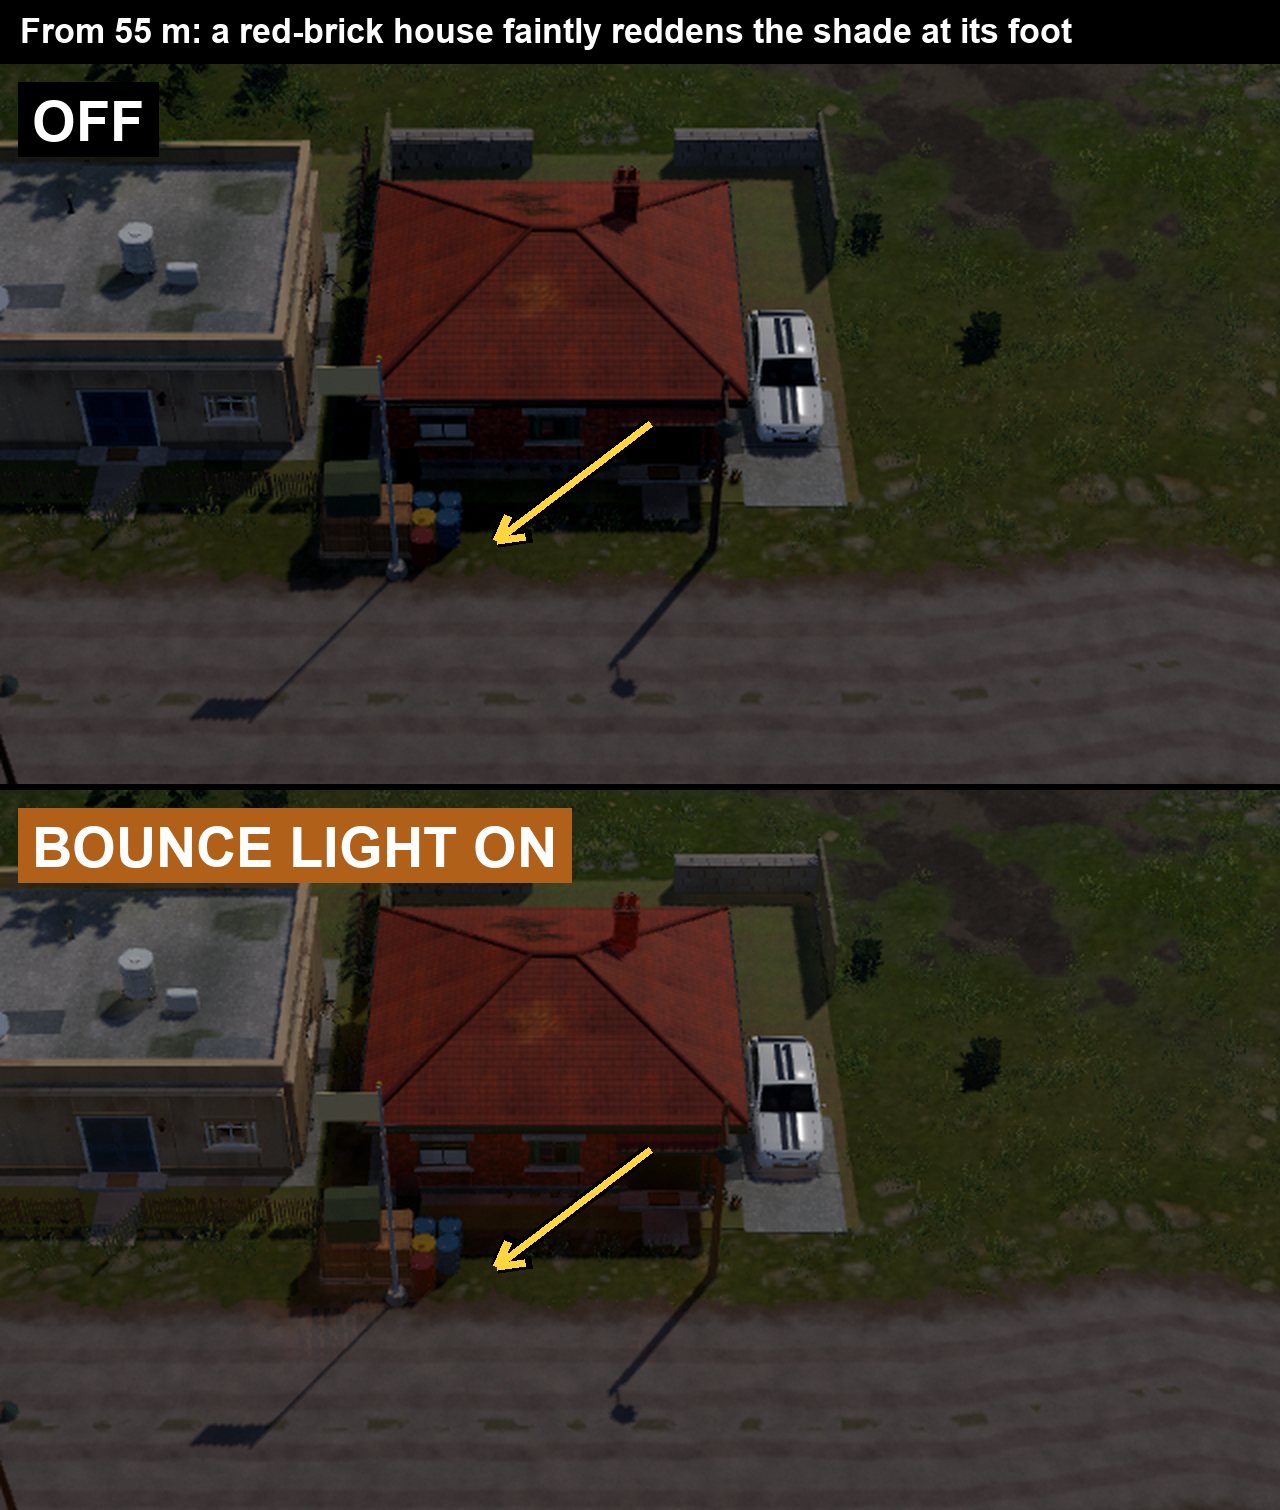 From 55 m: a red-brick house faintly reddens the shade at its foot
OFF
BOUNCE LIGHT ON